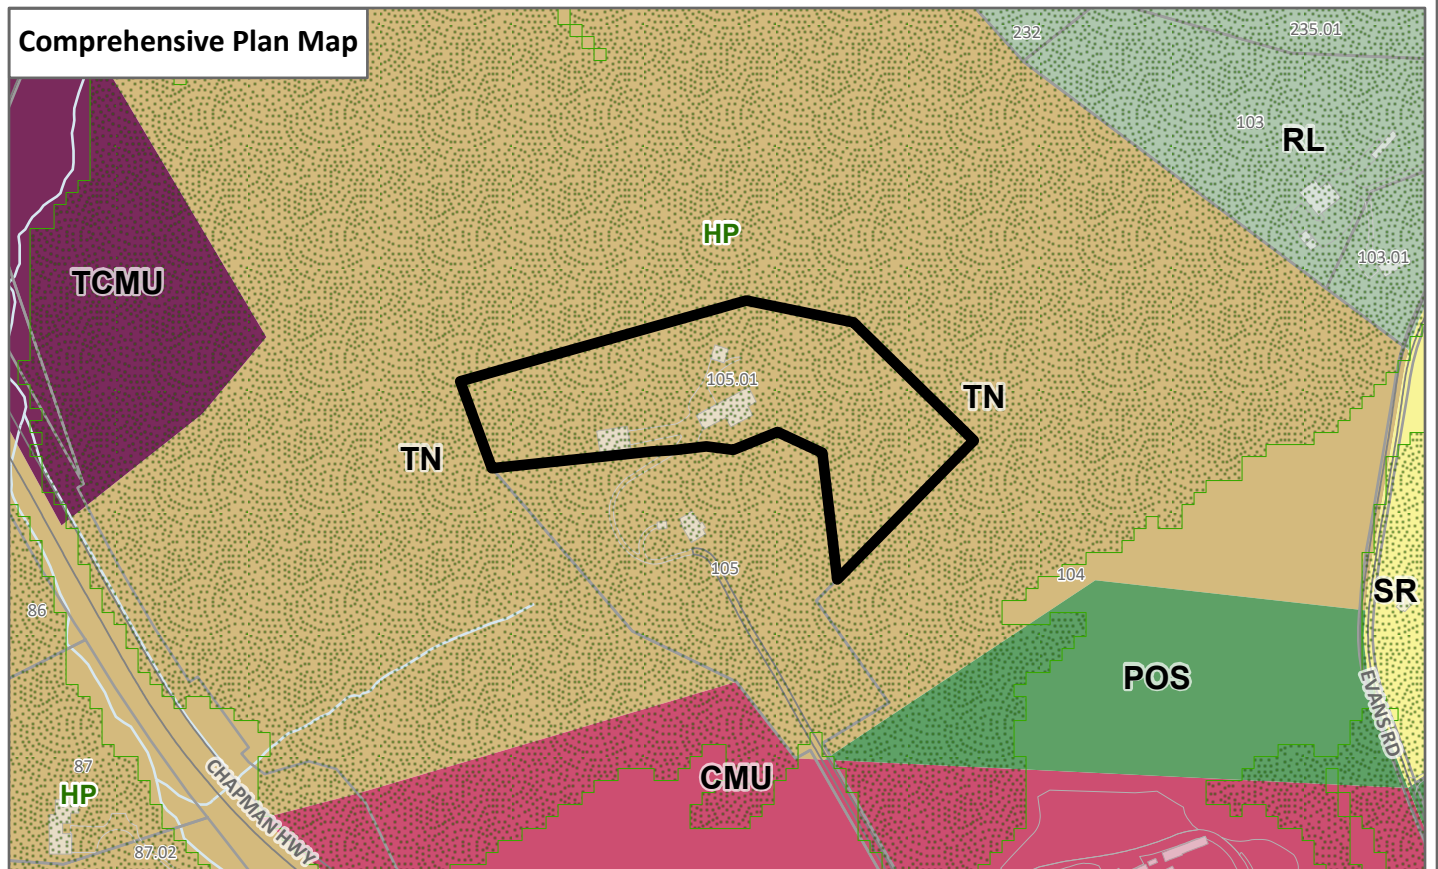 Comprehensive Plan Map
232
235.01
103
RL
HP
103.01
TCMU
105.01
TN
TN
105
104
SR
86
POS
EVANS RD
87
HP
CMU
CHAPMAN HWY
87.02